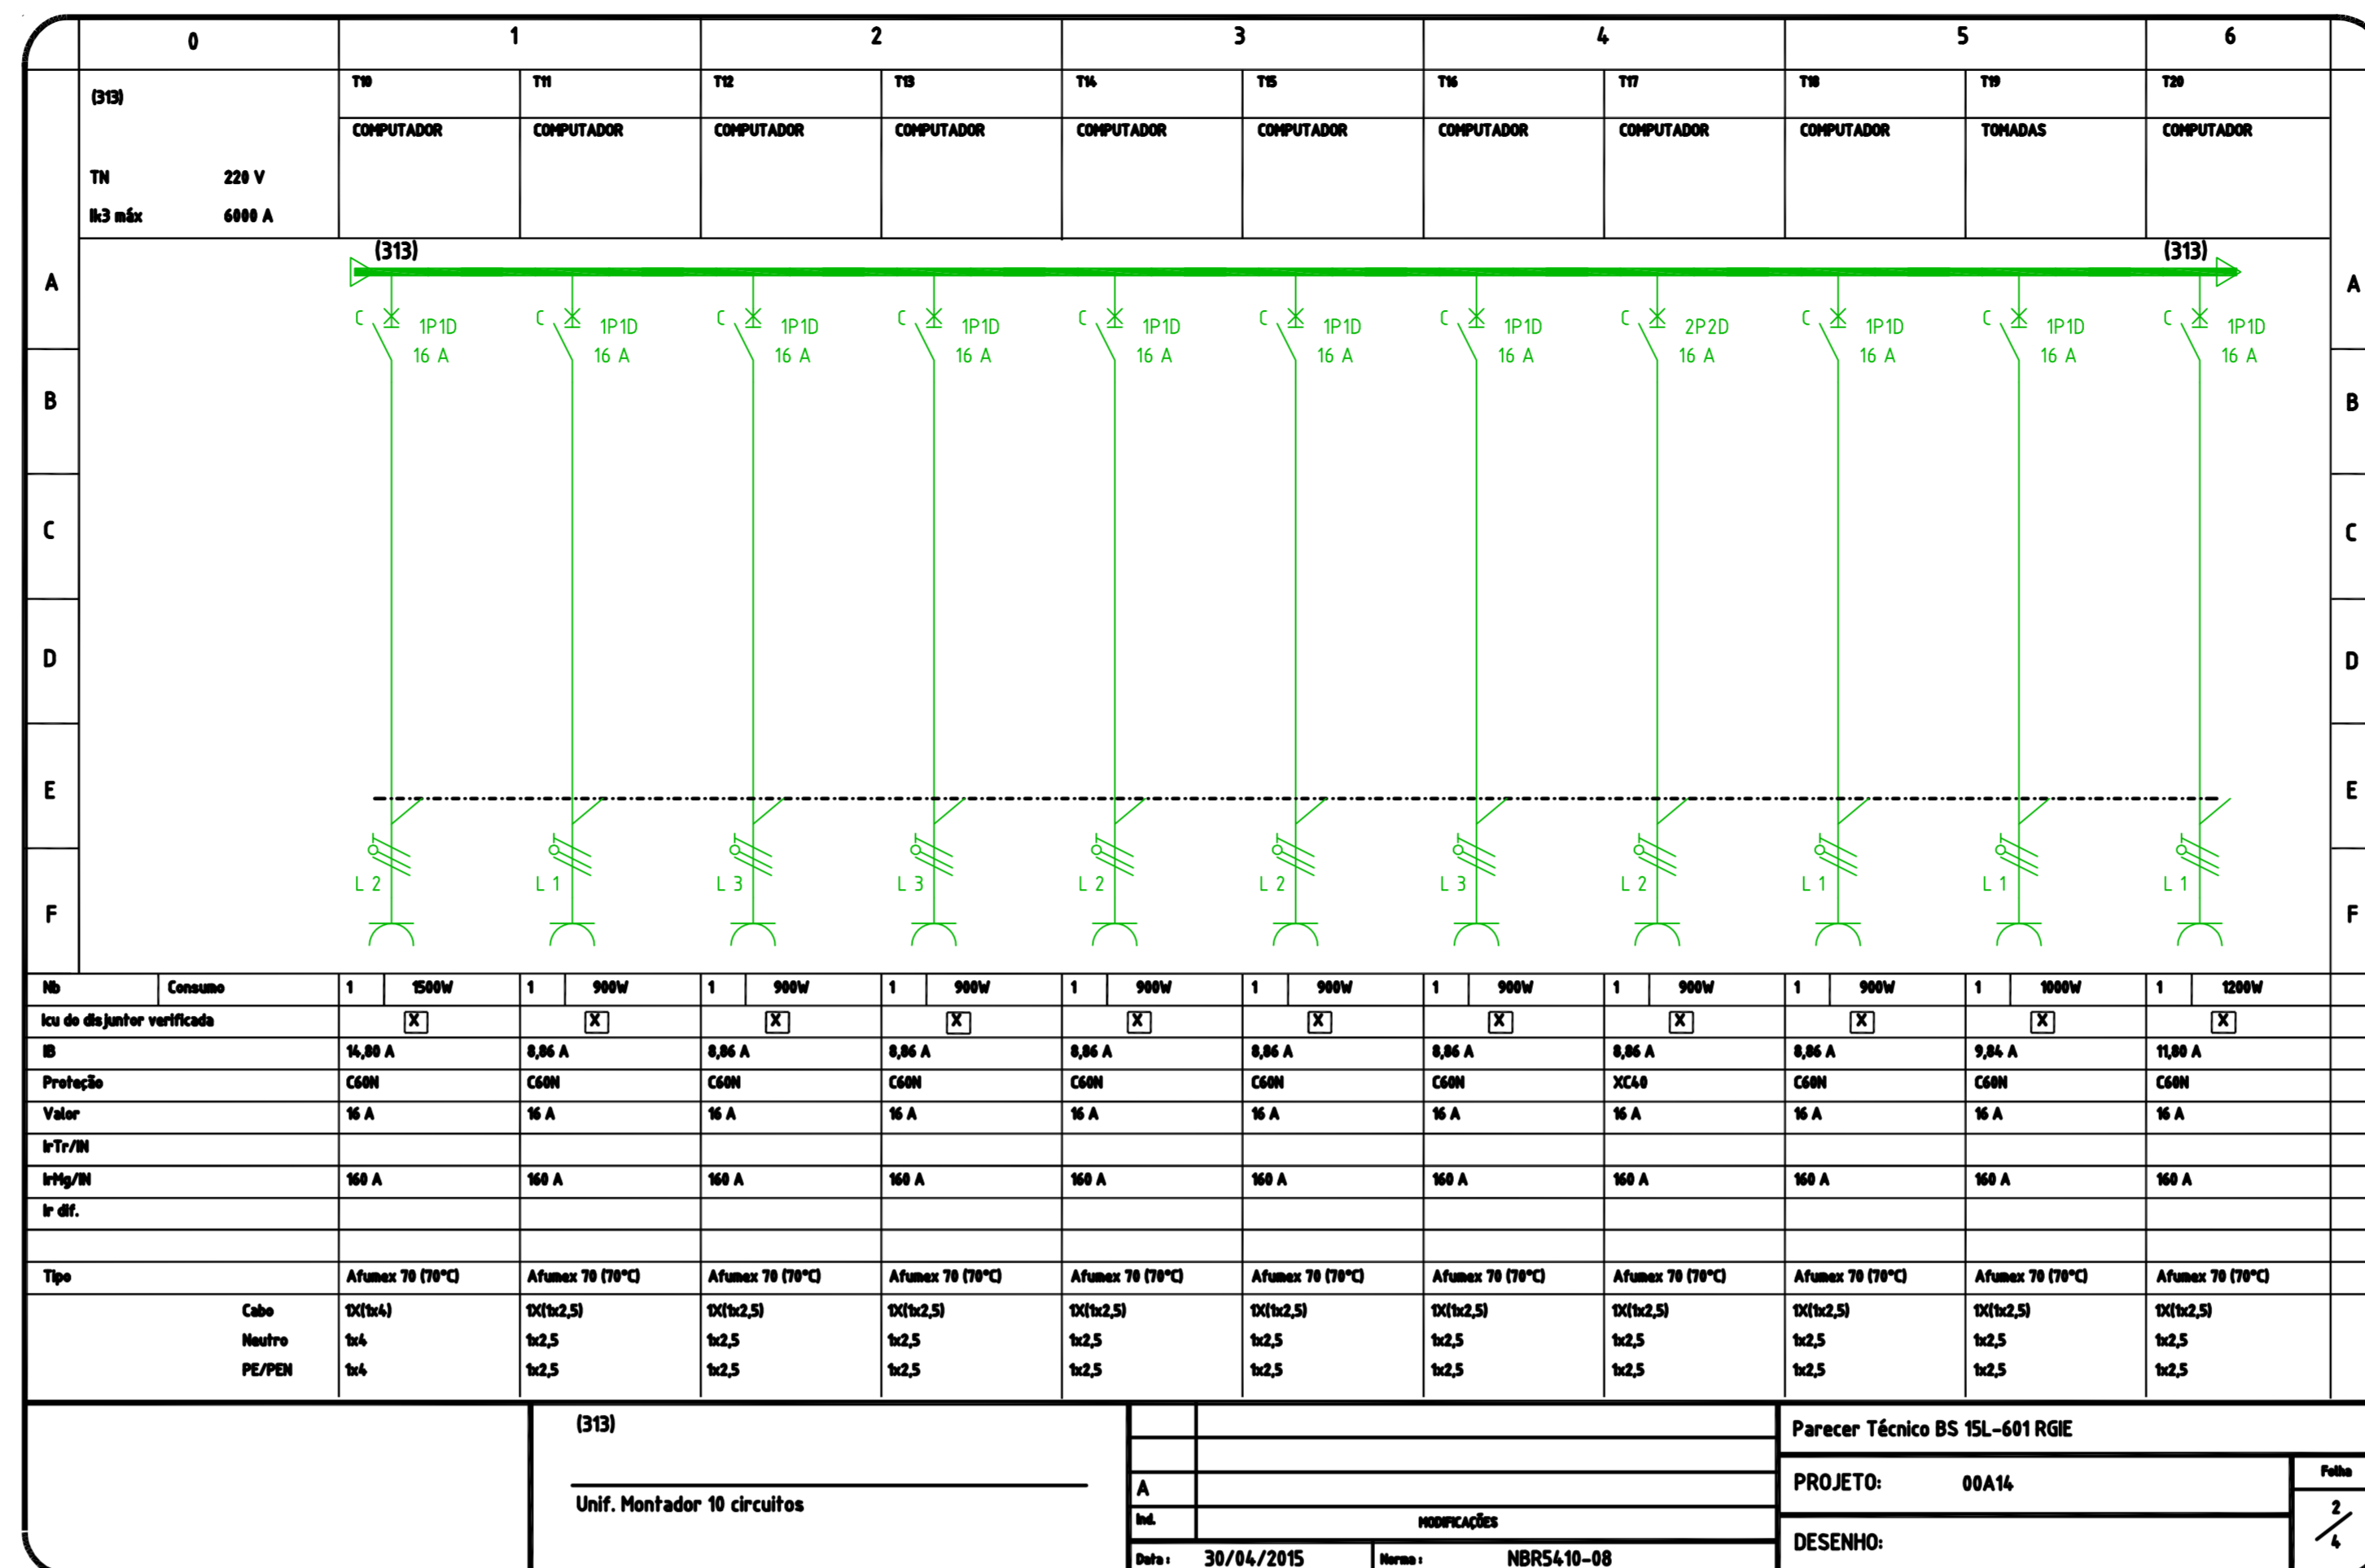 0 1 2 3 4 5 6
(313) T10 T11 T12 T13 T14 T15 T16 T17 T18 T19 T20
COMPUTADOR COMPUTADOR COMPUTADOR COMPUTADOR COMPUTADOR COMPUTADOR COMPUTADOR COMPUTADOR COMPUTADOR TOMADAS COMPUTADOR
TN 220 V
Ik3 máx 6000 A
(313) (313)
A A
C C C C C C C C C C C
1P1D 1P1D 1P1D 1P1D 1P1D 1P1D 1P1D 2P2D 1P1D 1P1D 1P1D
16 A 16 A 16 A 16 A 16 A 16 A 16 A 16 A 16 A 16 A 16 A
B B
C C
D D
E E
L 2 L 1 L 3 L 3 L 2 L 2 L 3 L 2 L 1 L 1 L 1
F F
Nb Consumo 1 1500W 1 900W 1 900W 1 900W 1 900W 1 900W 1 900W 1 900W 1 900W 1 1000W 1 1200W
Icu do disjuntor verificada X X X X X X X X X X X
IB 14,80 A 8,86 A 8,86 A 8,86 A 8,86 A 8,86 A 8,86 A 8,86 A 8,86 A 9,84 A 11,80 A
Proteção C60N C60N C60N C60N C60N C60N C60N XC40 C60N C60N C60N
Valor 16 A 16 A 16 A 16 A 16 A 16 A 16 A 16 A 16 A 16 A 16 A
IrTr/IN
IrMg/IN 160 A 160 A 160 A 160 A 160 A 160 A 160 A 160 A 160 A 160 A 160 A
Ir dif.
Tipo Afumex 70 (70°C) Afumex 70 (70°C) Afumex 70 (70°C) Afumex 70 (70°C) Afumex 70 (70°C) Afumex 70 (70°C) Afumex 70 (70°C) Afumex 70 (70°C) Afumex 70 (70°C) Afumex 70 (70°C) Afumex 70 (70°C)
Cabo 1X(1x4) 1X(1x2,5) 1X(1x2,5) 1X(1x2,5) 1X(1x2,5) 1X(1x2,5) 1X(1x2,5) 1X(1x2,5) 1X(1x2,5) 1X(1x2,5) 1X(1x2,5)
Neutro 1x4 1x2,5 1x2,5 1x2,5 1x2,5 1x2,5 1x2,5 1x2,5 1x2,5 1x2,5 1x2,5
PE/PEN 1x4 1x2,5 1x2,5 1x2,5 1x2,5 1x2,5 1x2,5 1x2,5 1x2,5 1x2,5 1x2,5
(313)
Unif. Montador 10 circuitos
A
Ind. MODIFICAÇÕES
Data : 30/04/2015 Norma : NBR5410-08
Parecer Técnico BS 15L-601 RGIE
PROJETO: 00A14
DESENHO:
Folha
2/4